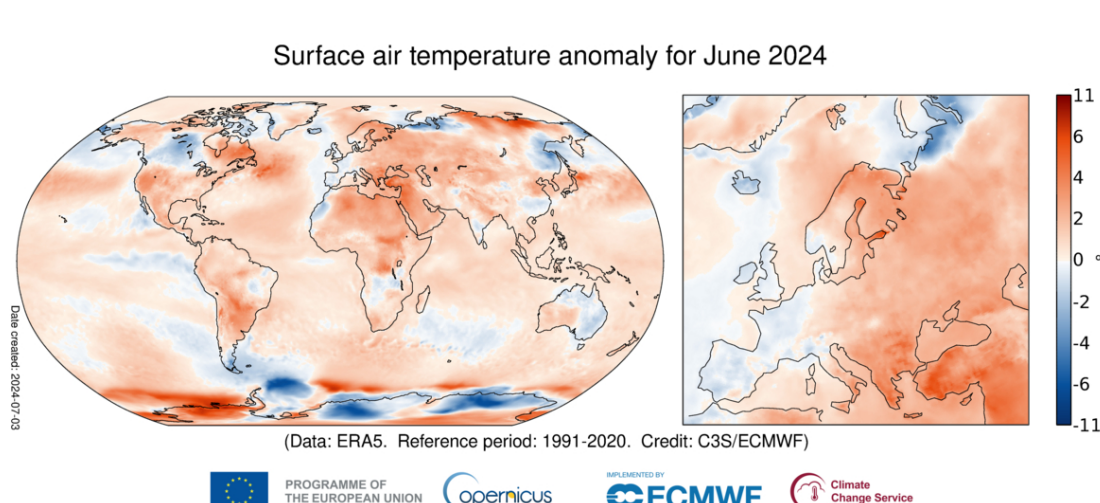 Surface air temperature anomaly for June 2024
11
6
4
2
0
-2
-4
-6
-11
Date created: 2024-07-03
(Data: ERA5. Reference period: 1991-2020. Credit: C3S/ECMWF)
PROGRAMME OF
THE EUROPEAN UNION
opernicus
IMPLEMENTED BY
ECMWF
Climate
Change Service